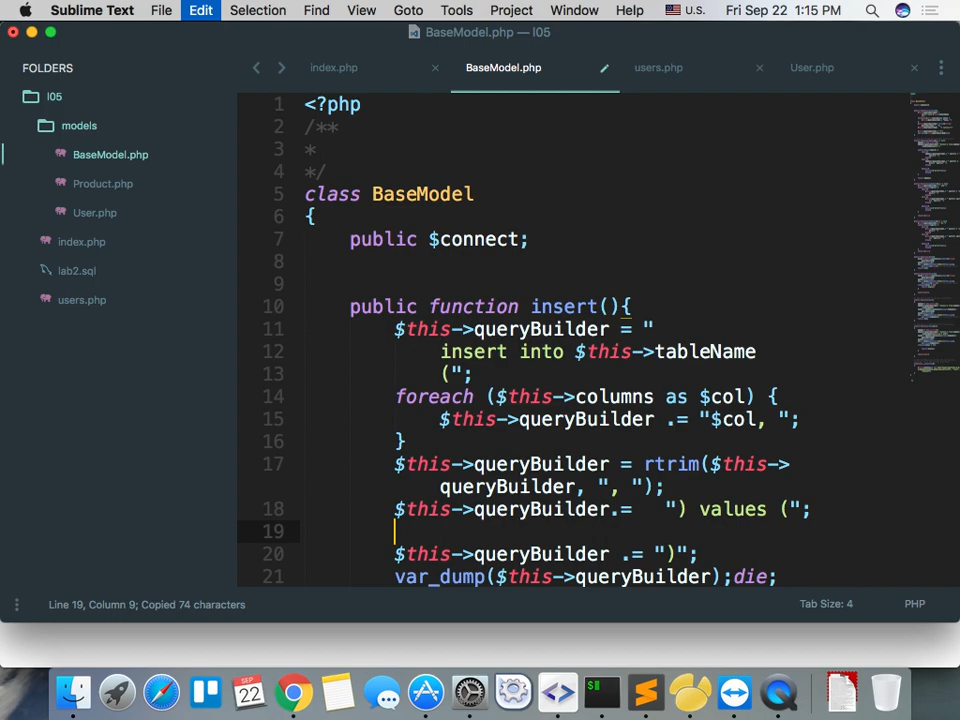 Sublime Text File Edit Selection Find View Goto Tools Project Window Help U.S. Fri Sep 22 1:15 PM
BaseModel.php — l05
FOLDERS
l05
models
BaseModel.php
Product.php
User.php
index.php
lab2.sql
users.php
index.php × BaseModel.php users.php × User.php ×
1 <?php
2 /**
3 *
4 */
5 class BaseModel
6 {
7 public $connect;
8
9
10 public function insert(){
11 $this->queryBuilder = "
12 insert into $this->tableName
13 (";
14 foreach ($this->columns as $col) {
15 $this->queryBuilder .= "$col, ";
16 }
17 $this->queryBuilder = rtrim($this->
queryBuilder, ", ");
18 $this->queryBuilder.= ") values (";
19
20 $this->queryBuilder .= ")";
21 var_dump($this->queryBuilder);die;
Line 19, Column 9; Copied 74 characters Tab Size: 4 PHP
SEP
22